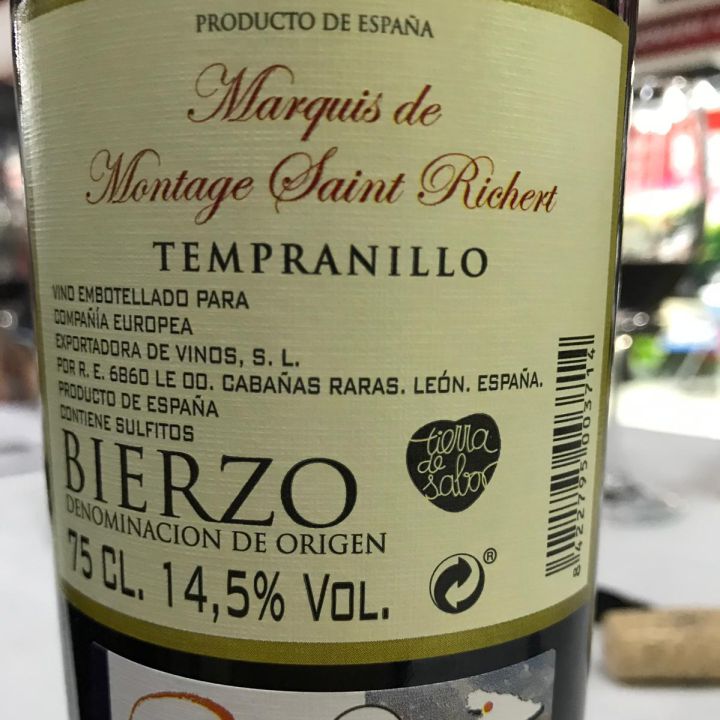 PRODUCTO DE ESPAÑA
Marquis de
Montage Saint Richert
TEMPRANILLO
VINO EMBOTELLADO PARA
COMPAÑÍA EUROPEA
EXPORTADORA DE VINOS, S. L.
POR R. E. 6860 LE 00. CABAÑAS RARAS. LEÓN. ESPAÑA.
PRODUCTO DE ESPAÑA
CONTIENE SULFITOS
tierra
de
sabor
BIERZO
DENOMINACION DE ORIGEN
75 CL. 14,5% VOL.
®
8422795003714